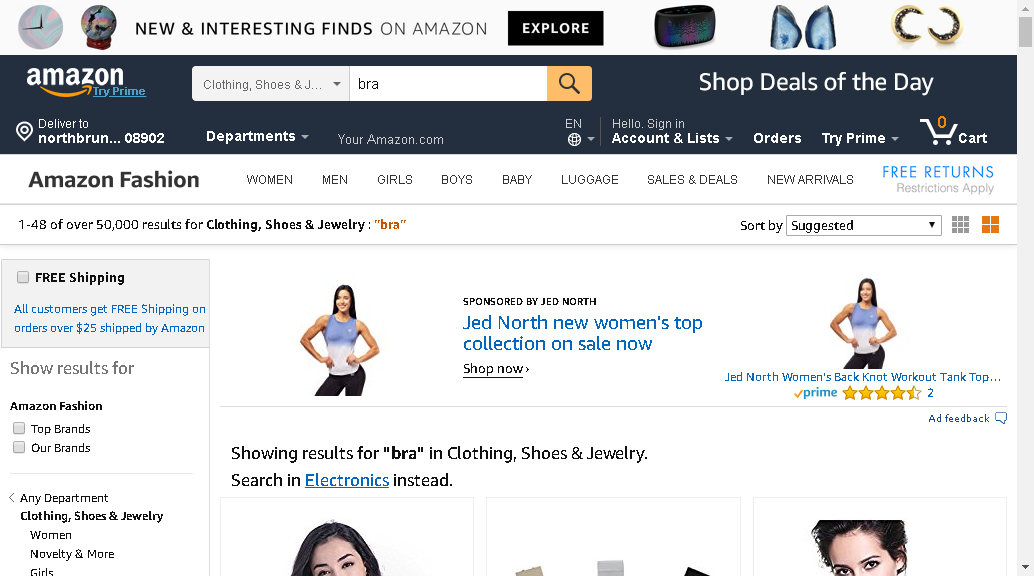 NEW & INTERESTING FINDS ON AMAZON EXPLORE
amazon
Try Prime
Clothing, Shoes & J... bra
Shop Deals of the Day
Deliver to
northbrun... 08902
Departments
Your Amazon.com
EN
Hello. Sign in
Account & Lists
Orders
Try Prime
0
Cart
Amazon Fashion
WOMEN MEN GIRLS BOYS BABY LUGGAGE SALES & DEALS NEW ARRIVALS
FREE RETURNS
Restrictions Apply
1-48 of over 50,000 results for Clothing, Shoes & Jewelry : "bra"
Sort by Suggested
FREE Shipping
All customers get FREE Shipping on
orders over $25 shipped by Amazon
Show results for
Amazon Fashion
Top Brands
Our Brands
Any Department
Clothing, Shoes & Jewelry
Women
Novelty & More
Girls
SPONSORED BY JED NORTH
Jed North new women's top
collection on sale now
Shop now ›
Jed North Women's Back Knot Workout Tank Top...
prime 2
Ad feedback
Showing results for "bra" in Clothing, Shoes & Jewelry.
Search in Electronics instead.